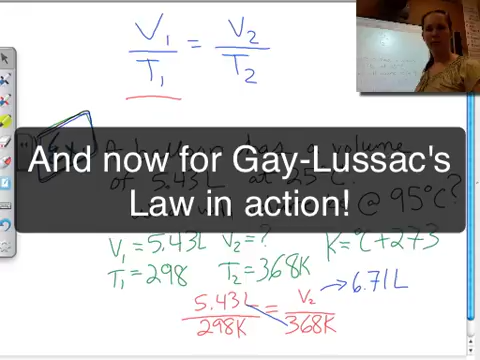 V₁/T₁ = V₂/T₂
And now for Gay-Lussac's
Law in action!
of 5.43L at 25°C.
@ 95°C?
V₁ = 5.43L V₂ = ? K = °C + 273
T₁ = 298 T₂ = 368K
5.43L/298K = V₂/368K → 6.71L